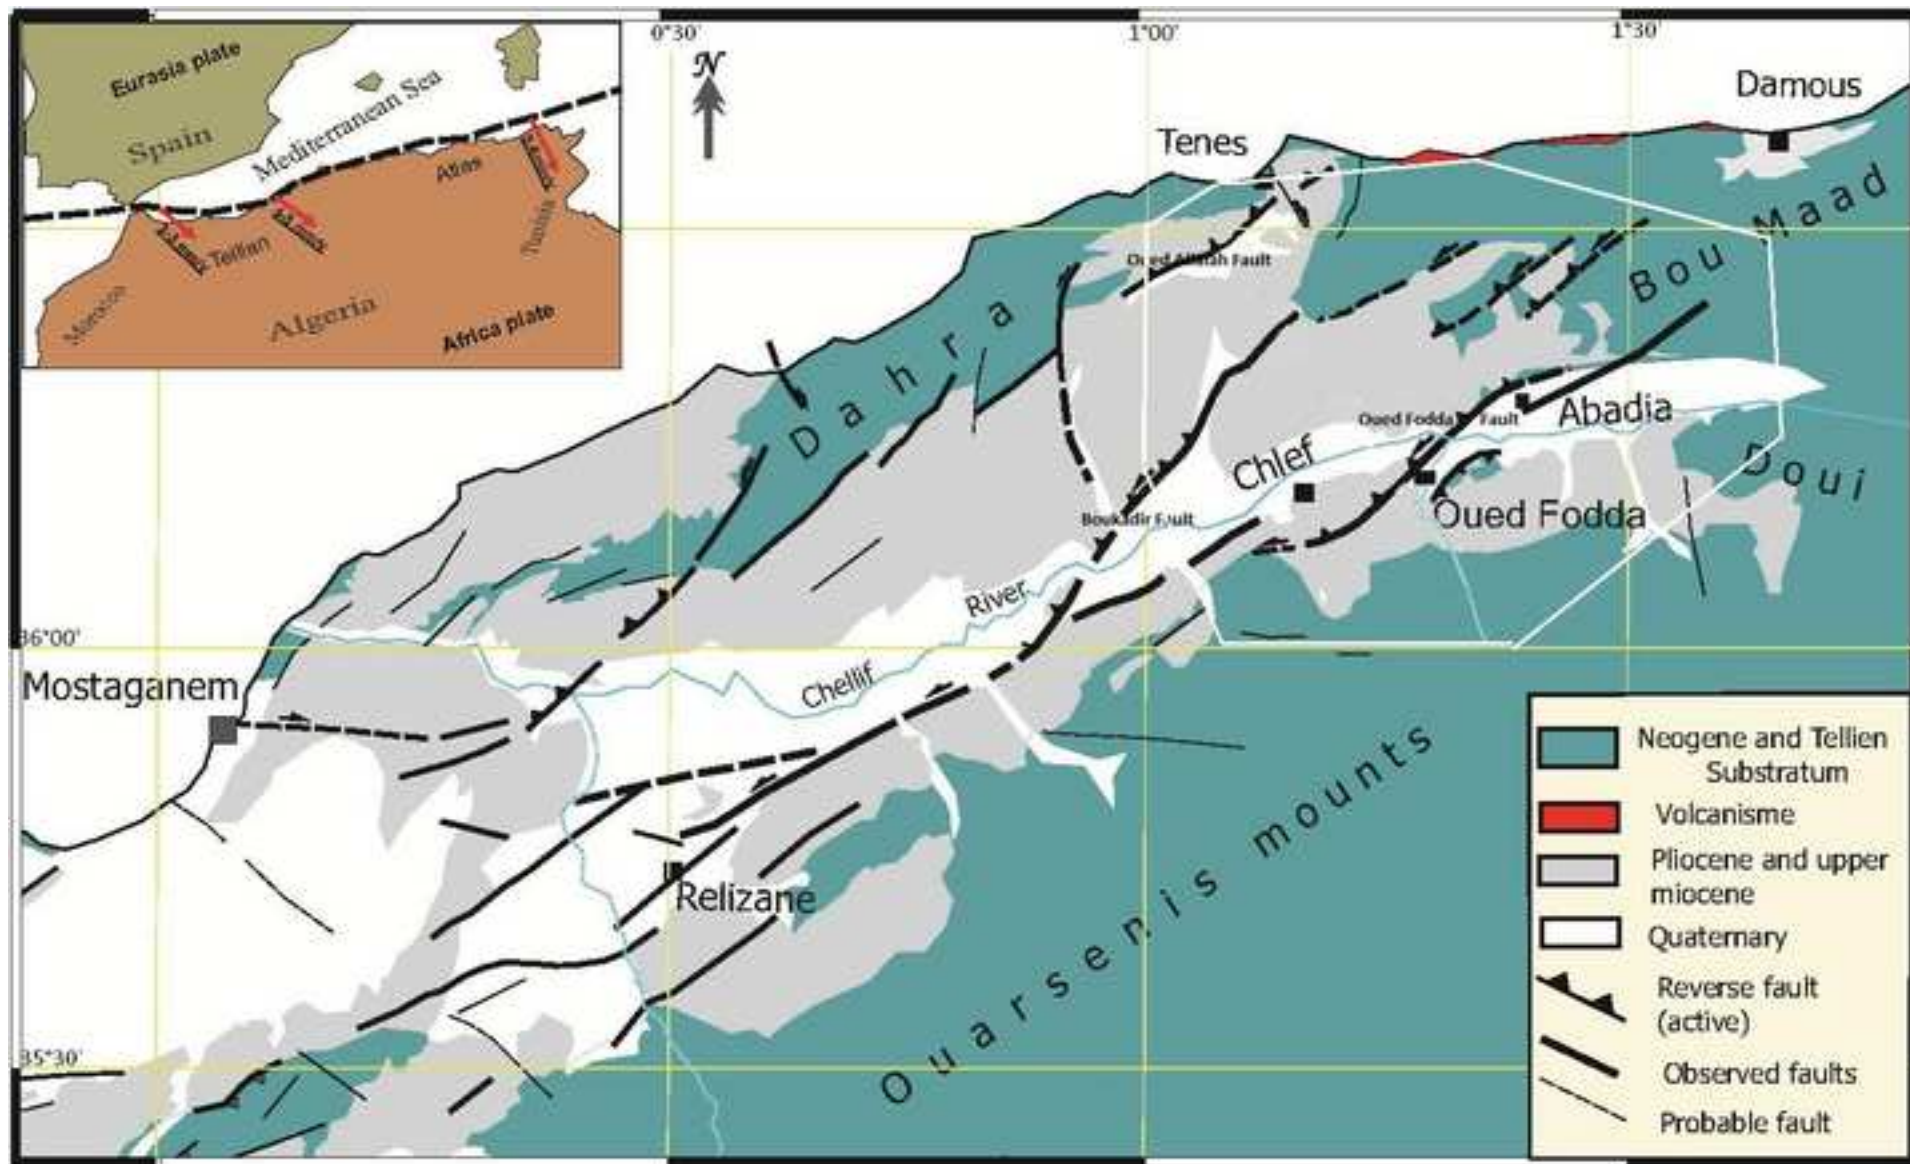 Eurasia plate
Spain
Mediterranean Sea
Atlas
Tellian
Tunisia
Morocco
Algeria
Africa plate
0°30'
1°00'
1°30'
N
Damous
Tenes
Bou Maad
Dahra
Oued Fodda Fault
Abadia
Chlef
Doui
Oued Fodda
Boukadir Fault
River
36°00'
Mostaganem
Chellif
Relizane
Ouarsenis mounts
35°30'
Neogene and Tellien
Substratum
Volcanisme
Pliocene and upper
miocene
Quaternary
Reverse fault
(active)
Observed faults
Probable fault